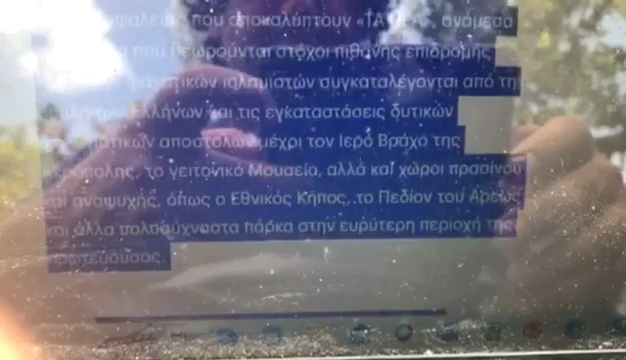 που αποκαλύπτουν «ΤΑ ΝΕΑ», ανάμεσα
που θεωρούνται στόχοι πιθανής επιδρομής
ισλαμιστών συγκαταλέγονται από τη
Ελλήνων και τις εγκαταστάσεις δυτικών
αποστολών μέχρι τον Ιερό Βράχο της
Ακρόπολης, το γειτονικό Μουσείο, αλλά και χώροι πρασίνου
και αναψυχής, όπως ο Εθνικός Κήπος, το Πεδίον του Άρεως
και άλλα πολυσύχναστα πάρκα στην ευρύτερη περιοχή της
πρωτεύουσας.